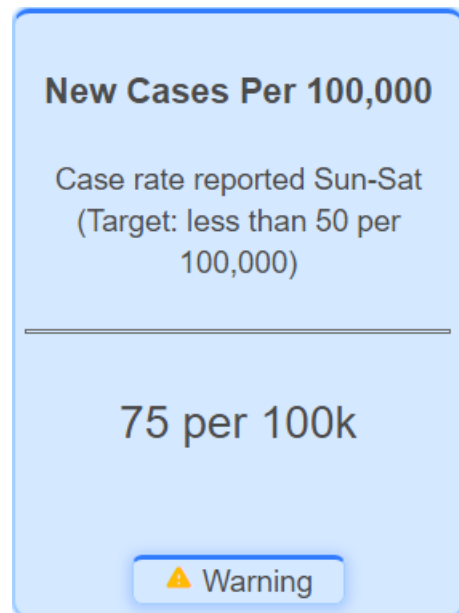 New Cases Per 100,000
Case rate reported Sun-Sat
(Target: less than 50 per
100,000)
75 per 100k
Warning